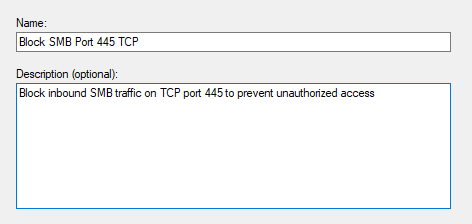 Name:
Block SMB Port 445 TCP
Description (optional):
Block inbound SMB traffic on TCP port 445 to prevent unauthorized access